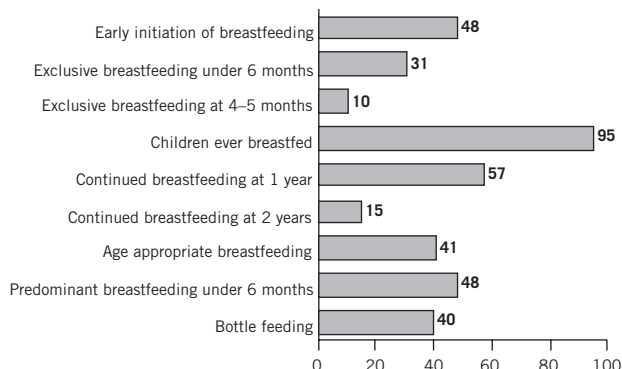 Early initiation of breastfeeding 48
Exclusive breastfeeding under 6 months 31
Exclusive breastfeeding at 4–5 months 10
Children ever breastfed 95
Continued breastfeeding at 1 year 57
Continued breastfeeding at 2 years 15
Age appropriate breastfeeding 41
Predominant breastfeeding under 6 months 48
Bottle feeding 40
0 20 40 60 80 100